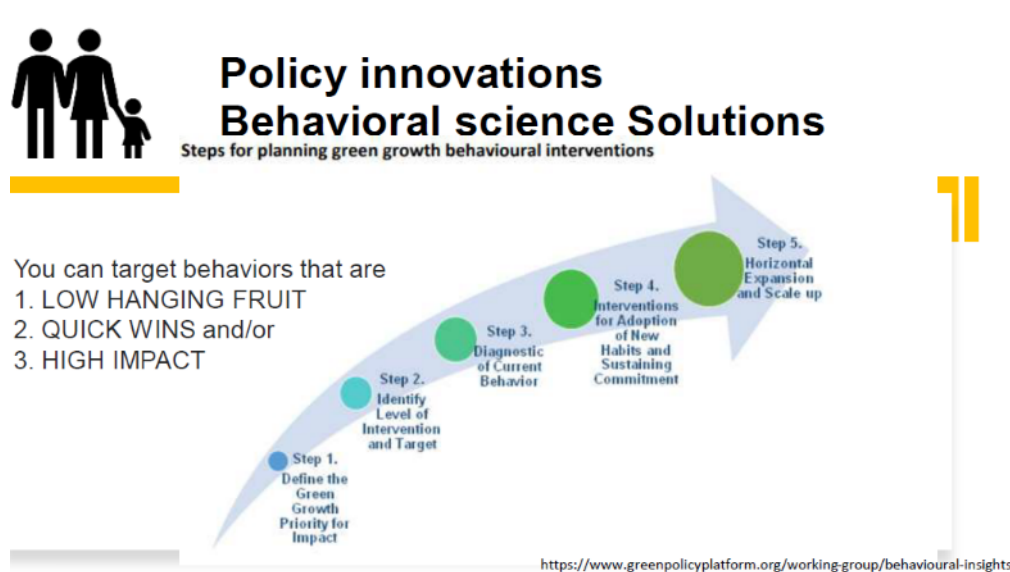 Policy innovations
Behavioral science Solutions
Steps for planning green growth behavioural interventions
You can target behaviors that are
1. LOW HANGING FRUIT
2. QUICK WINS and/or
3. HIGH IMPACT
Step 1.
Define the
Green
Growth
Priority for
Impact
Step 2.
Identify
Level of
Intervention
and Target
Step 3.
Diagnostic
of Current
Behavior
Step 4.
Interventions
for Adoption
of New
Habits and
Sustaining
Commitment
Step 5.
Horizontal
Expansion
and Scale up
https://www.greenpolicyplatform.org/working-group/behavioural-insights